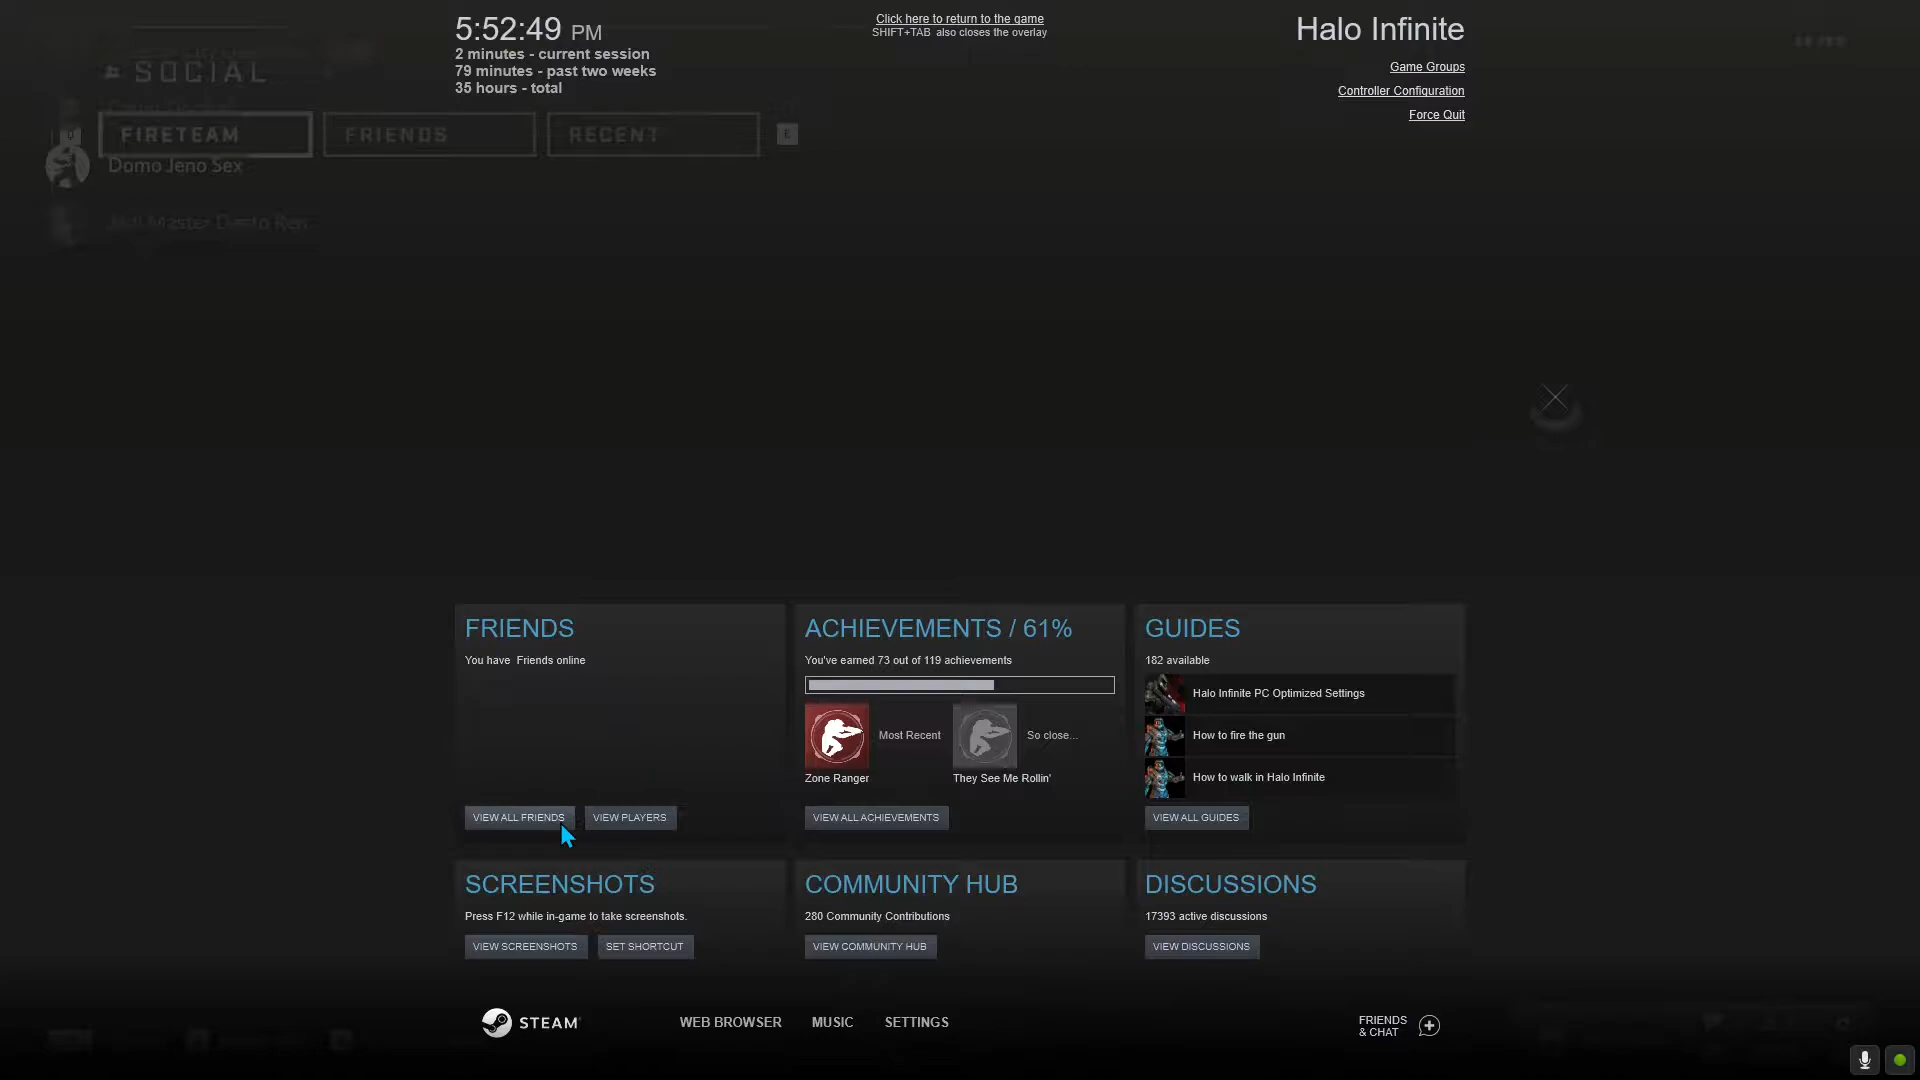 5:52:49 PM
2 minutes - current session
79 minutes - past two weeks
35 hours - total
Click here to return to the game
SHIFT+TAB also closes the overlay
Halo Infinite
Game Groups
Controller Configuration
Force Quit
SOCIAL
FIRETEAM
FRIENDS
RECENT
E
Domo Jeno Sex
FRIENDS
You have Friends online
VIEW ALL FRIENDS
VIEW PLAYERS
ACHIEVEMENTS / 61%
You've earned 73 out of 119 achievements
Most Recent
So close...
Zone Ranger
They See Me Rollin'
VIEW ALL ACHIEVEMENTS
GUIDES
182 available
Halo Infinite PC Optimized Settings
How to fire the gun
How to walk in Halo Infinite
VIEW ALL GUIDES
SCREENSHOTS
Press F12 while in-game to take screenshots.
VIEW SCREENSHOTS
SET SHORTCUT
COMMUNITY HUB
280 Community Contributions
VIEW COMMUNITY HUB
DISCUSSIONS
17393 active discussions
VIEW DISCUSSIONS
STEAM
WEB BROWSER
MUSIC
SETTINGS
FRIENDS
& CHAT